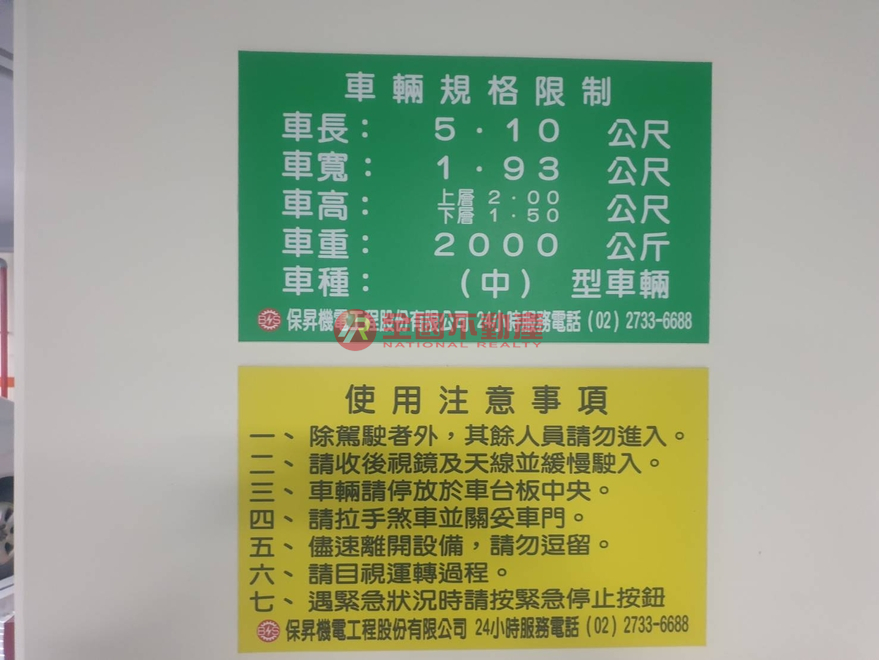 車輛規格限制
車長： 5．10 公尺
車寬： 1．93 公尺
車高： 上層 2．00 公尺
下層 1．50
車重： 2000 公斤
車種： （中）型車輛
保昇機電工程股份有限公司 24小時服務電話（02）2733-6688
全國不動產
NATIONAL REALTY
使用注意事項
一、除駕駛者外，其餘人員請勿進入。
二、請收後視鏡及天線並緩慢駛入。
三、車輛請停放於車台板中央。
四、請拉手煞車並關妥車門。
五、儘速離開設備，請勿逗留。
六、請目視運轉過程。
七、遇緊急狀況時請按緊急停止按鈕
保昇機電工程股份有限公司 24小時服務電話（02）2733-6688